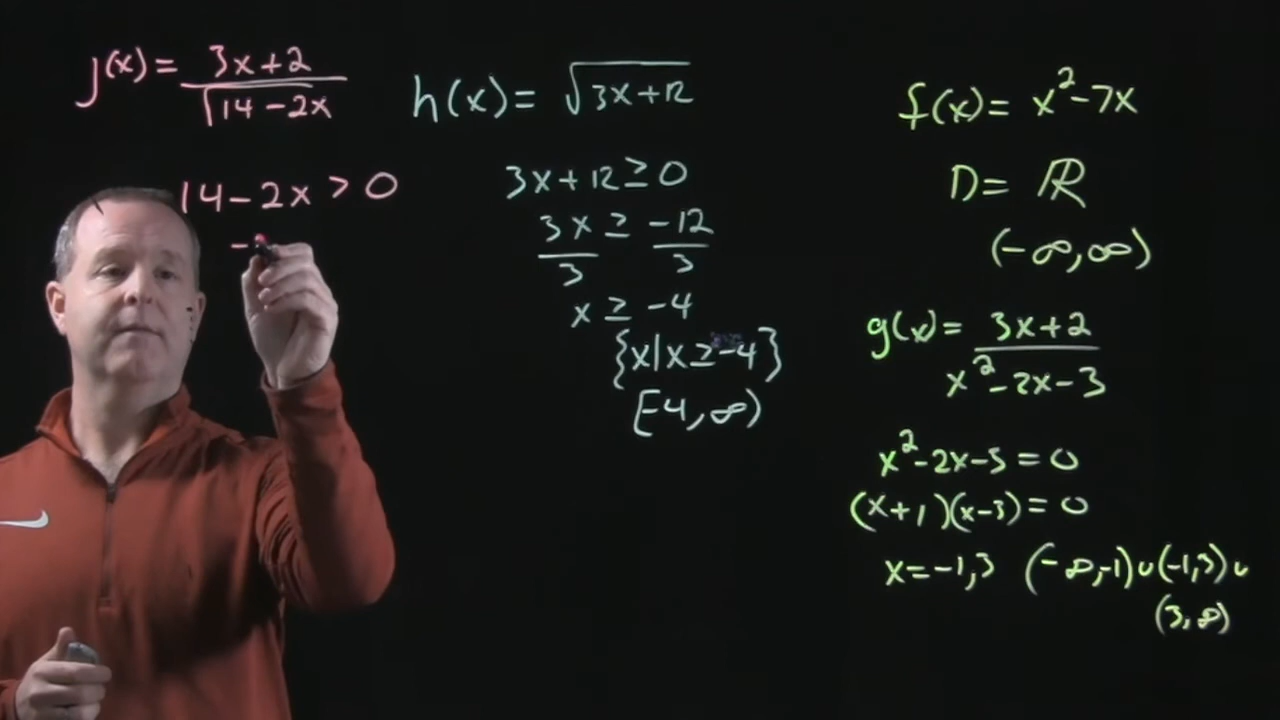 j(x) = 3x+2 / √14-2x
14-2x > 0
-
h(x) = √3x+12
3x+12 ≥ 0
3x ≥ -12
3 3
x ≥ -4
{x|x≥-4}
[-4,∞)
f(x) = x²-7x
D = ℝ
(-∞,∞)
g(x) = 3x+2
x²-2x-3
x²-2x-3 = 0
(x+1)(x-3) = 0
x=-1,3 (-∞,-1)∪(-1,3)∪
(3,∞)